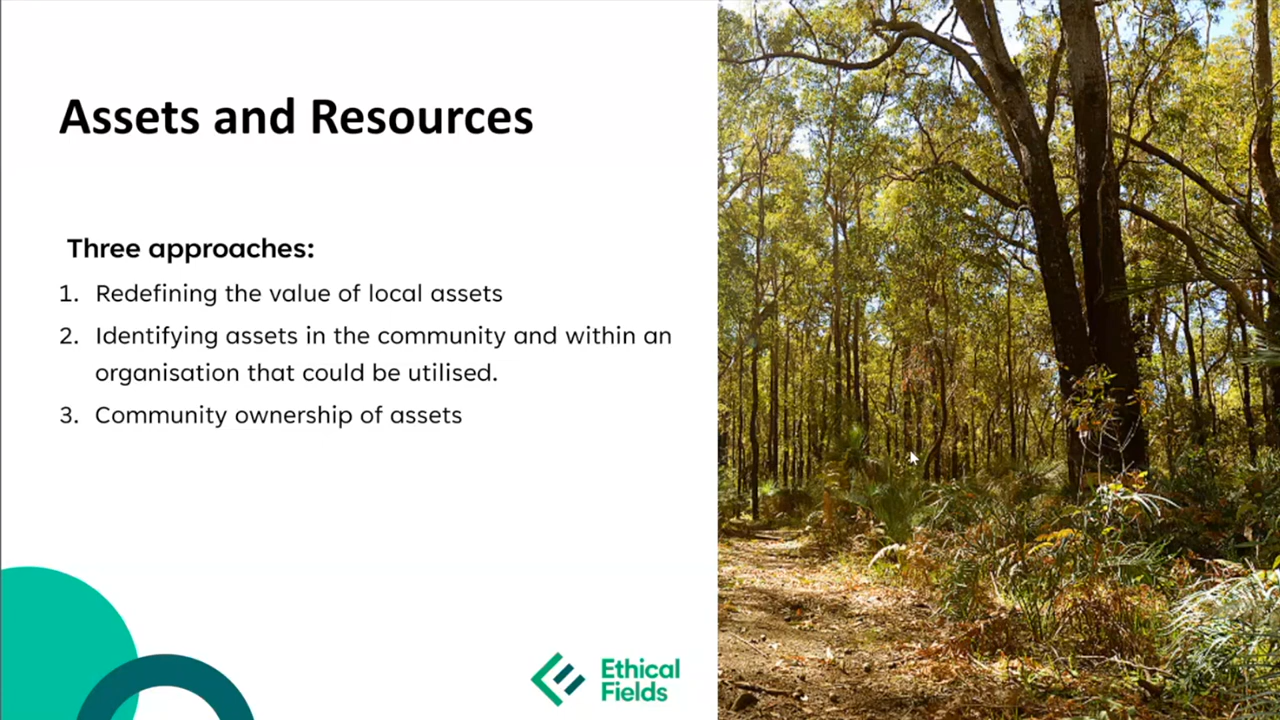 Assets and Resources
Three approaches:
1. Redefining the value of local assets
2. Identifying assets in the community and within an
organisation that could be utilised.
3. Community ownership of assets
Ethical
Fields